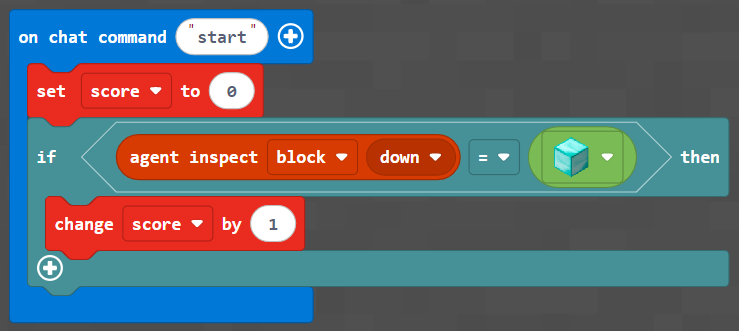 on chat command "start"
set score to 0
if agent inspect block down = then
change score by 1